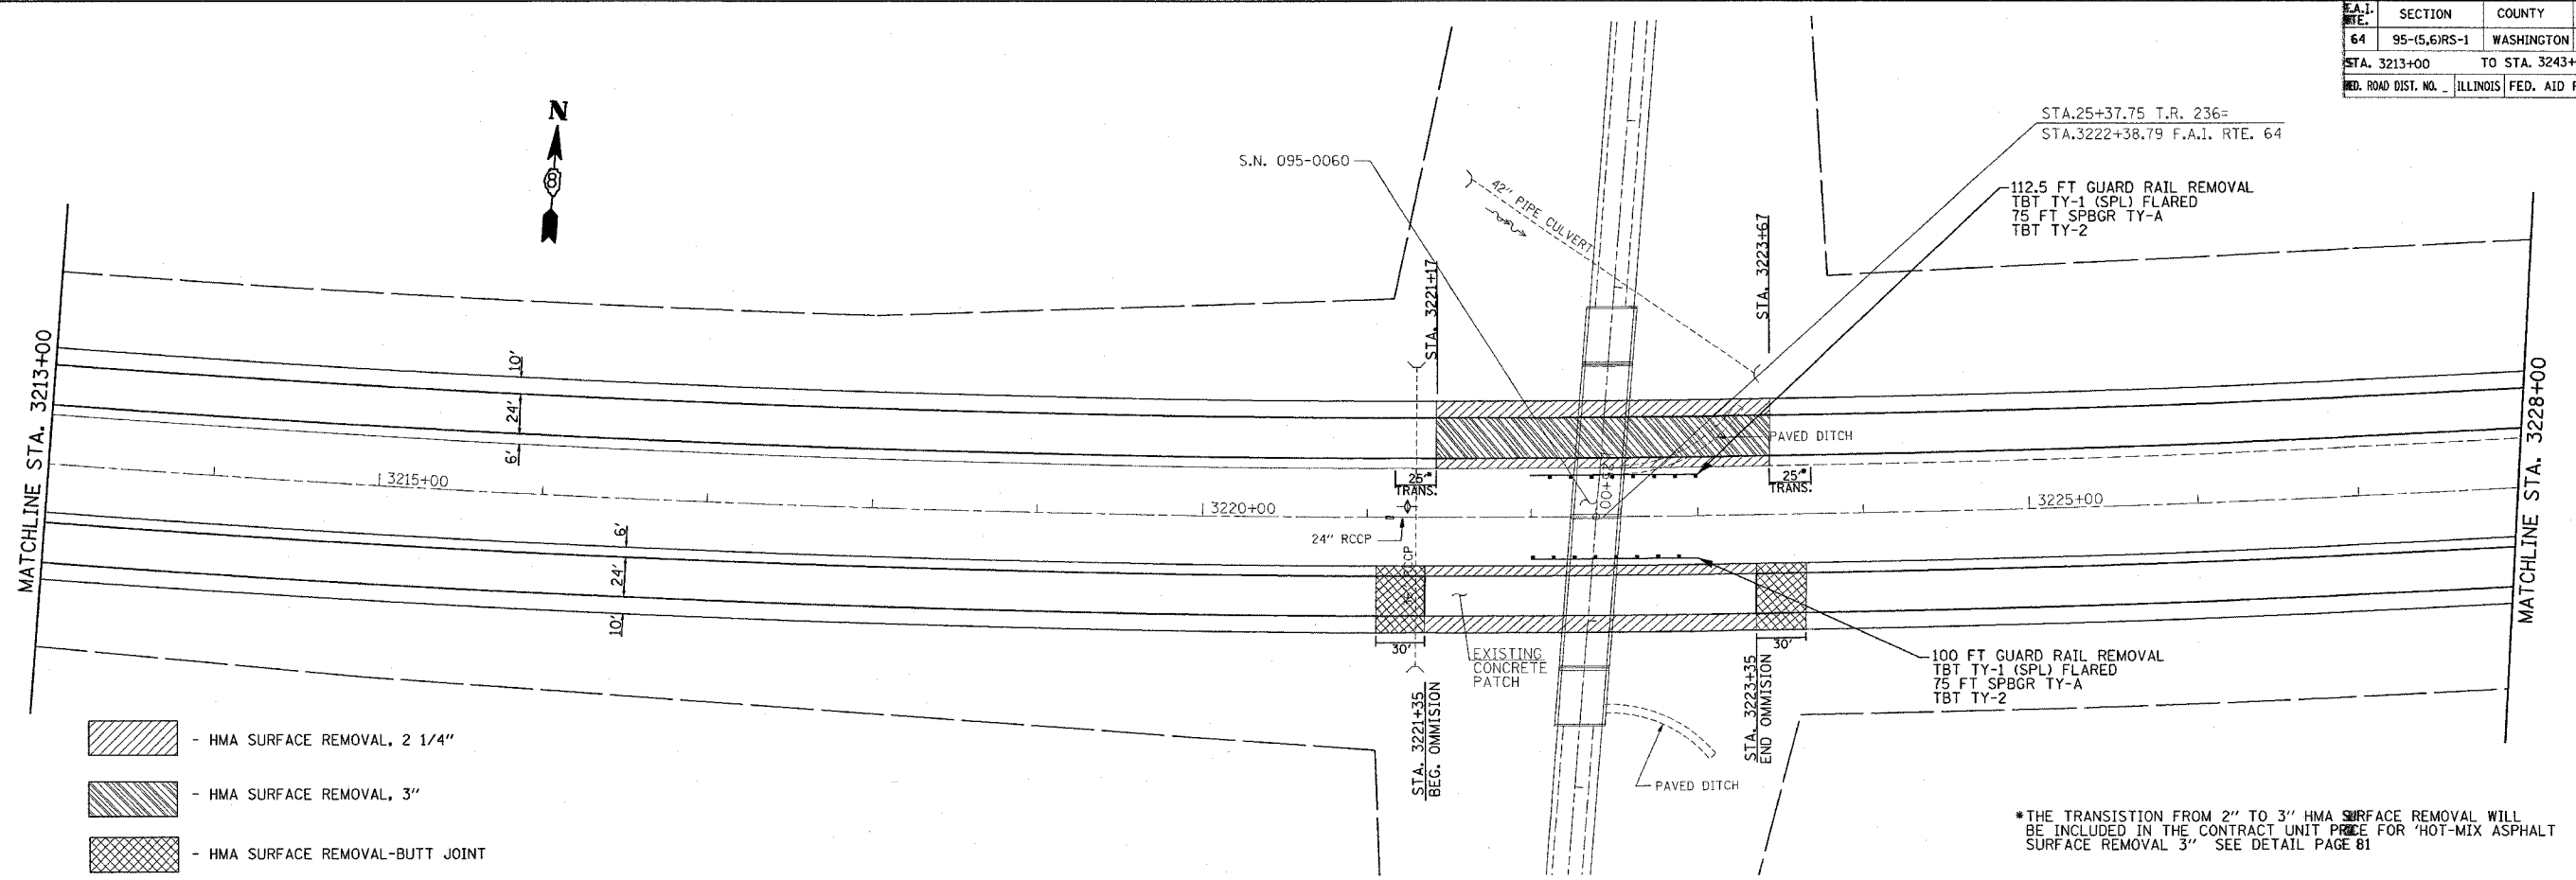 F.A.I. RTE. SECTION COUNTY
64 95-(5,6)RS-1 WASHINGTON
STA. 3213+00 TO STA. 3243+
FED. ROAD DIST. NO. _ ILLINOIS FED. AID
N
8
STA.25+37.75 T.R. 236=
STA.3222+38.79 F.A.I. RTE. 64
S.N. 095-0060
42" PIPE CULVERT
112.5 FT GUARD RAIL REMOVAL
TBT TY-1 (SPL) FLARED
75 FT SPBGR TY-A
TBT TY-2
STA. 3221+17
STA. 3223+67
MATCHLINE STA. 3213+00
MATCHLINE STA. 3228+00
10'
24'
6'
PAVED DITCH
25'*
TRANS.
25'*
TRANS.
25+00
3215+00
3220+00
3225+00
24" RCCP
6'
24'
10'
RCCP
30'
30'
EXISTING
CONCRETE
PATCH
STA. 3221+35
BEG. OMMISION
STA. 3223+35
END OMMISION
100 FT GUARD RAIL REMOVAL
TBT TY-1 (SPL) FLARED
75 FT SPBGR TY-A
TBT TY-2
PAVED DITCH
- HMA SURFACE REMOVAL, 2 1/4"
- HMA SURFACE REMOVAL, 3"
- HMA SURFACE REMOVAL-BUTT JOINT
*THE TRANSISTION FROM 2" TO 3" HMA SURFACE REMOVAL WILL
BE INCLUDED IN THE CONTRACT UNIT PRICE FOR 'HOT-MIX ASPHALT
SURFACE REMOVAL 3" SEE DETAIL PAGE 81